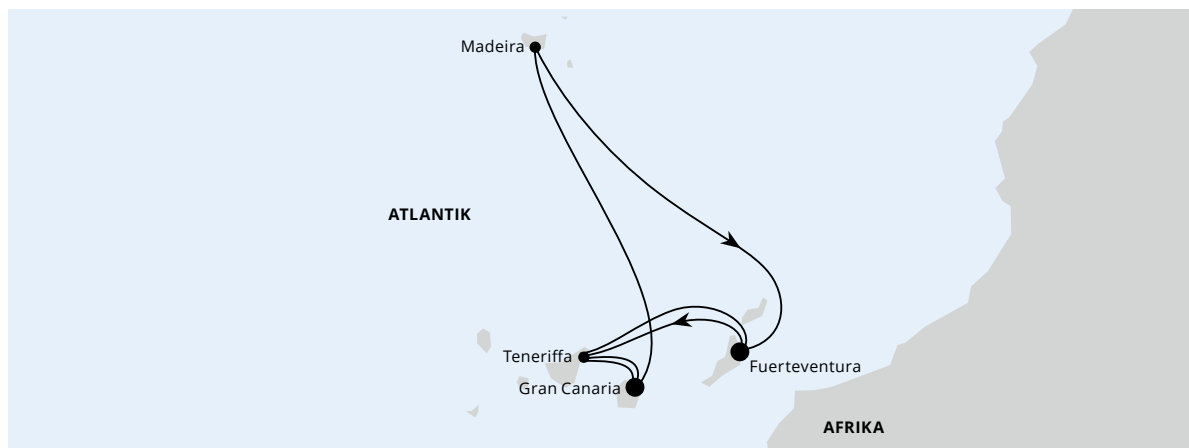 Madeira
ATLANTIK
Teneriffa
Fuerteventura
Gran Canaria
AFRIKA